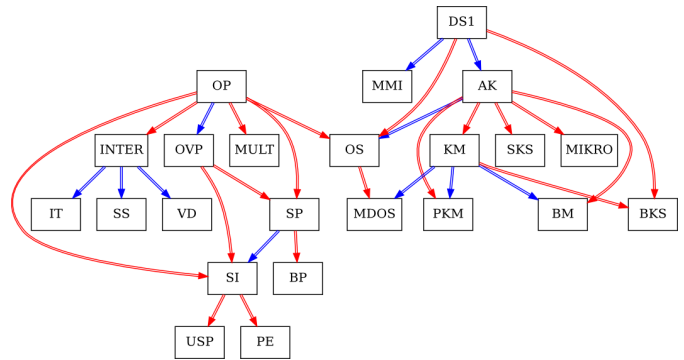 DS1
MMI
OP
AK
INTER
OVP
MULT
OS
KM
SKS
MIKRO
IT
SS
VD
SP
MDOS
PKM
BM
BKS
SI
BP
USP
PE